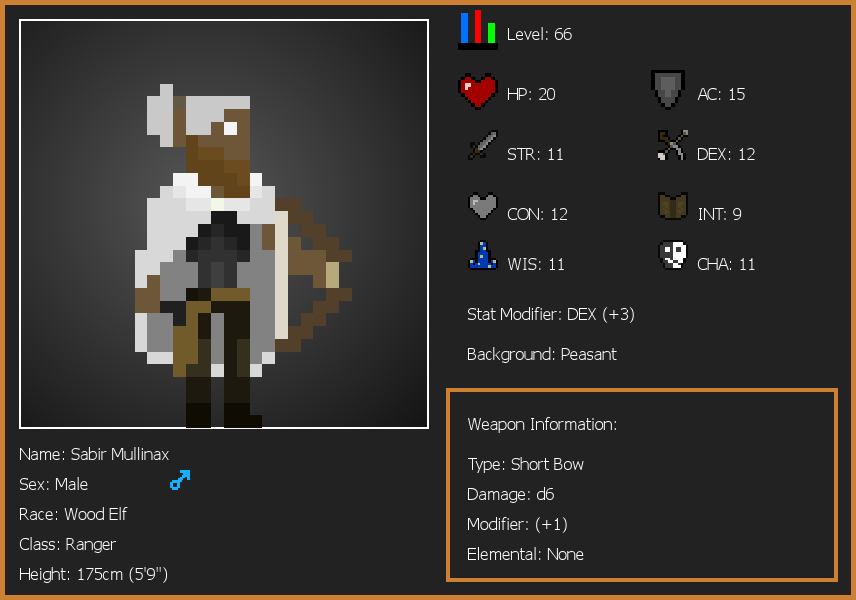 Level: 66
HP: 20
AC: 15
STR: 11
DEX: 12
CON: 12
INT: 9
WIS: 11
CHA: 11
Stat Modifier: DEX (+3)
Background: Peasant
Weapon Information:
Type: Short Bow
Damage: d6
Modifier: (+1)
Elemental: None
Name: Sabir Mullinax
Sex: Male
Race: Wood Elf
Class: Ranger
Height: 175cm (5'9")